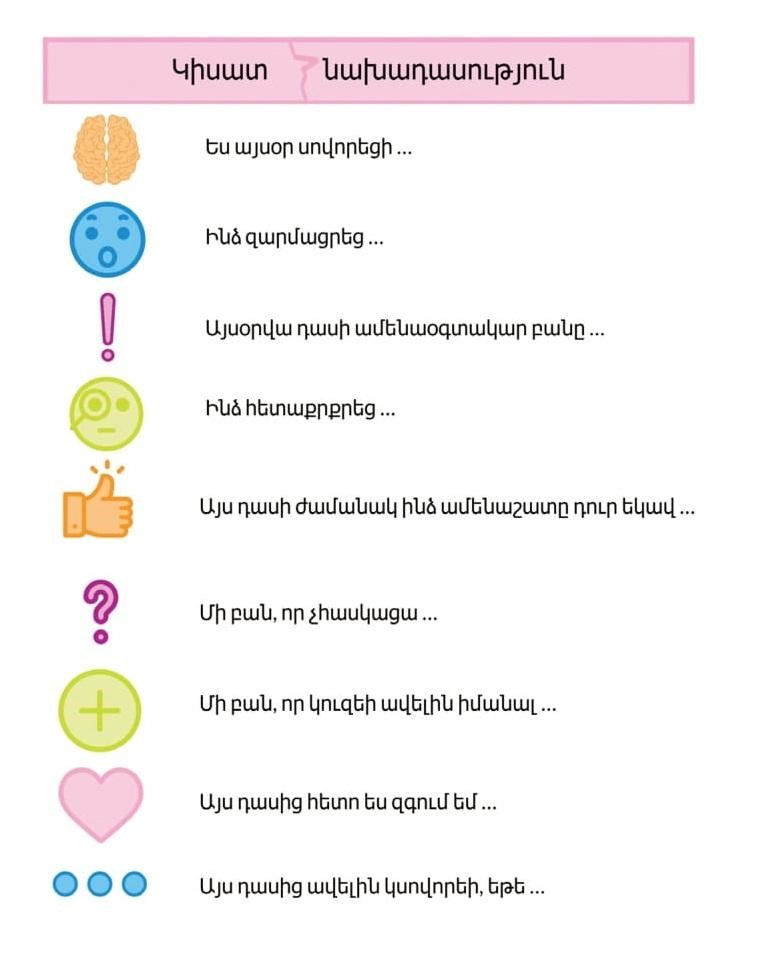 Կիսատ նախադասություն
Ես այսօր սովորեցի ...
Ինձ զարմացրեց ...
Այսօրվա դասի ամենաօգտակար բանը ...
Ինձ հետաքրքրեց ...
Այս դասի ժամանակ ինձ ամենաշատը դուր եկավ ...
Մի բան, որ չհասկացա ...
Մի բան, որ կուզեի ավելին իմանալ ...
Այս դասից հետո ես զգում եմ ...
Այս դասից ավելին կսովորեի, եթե ...